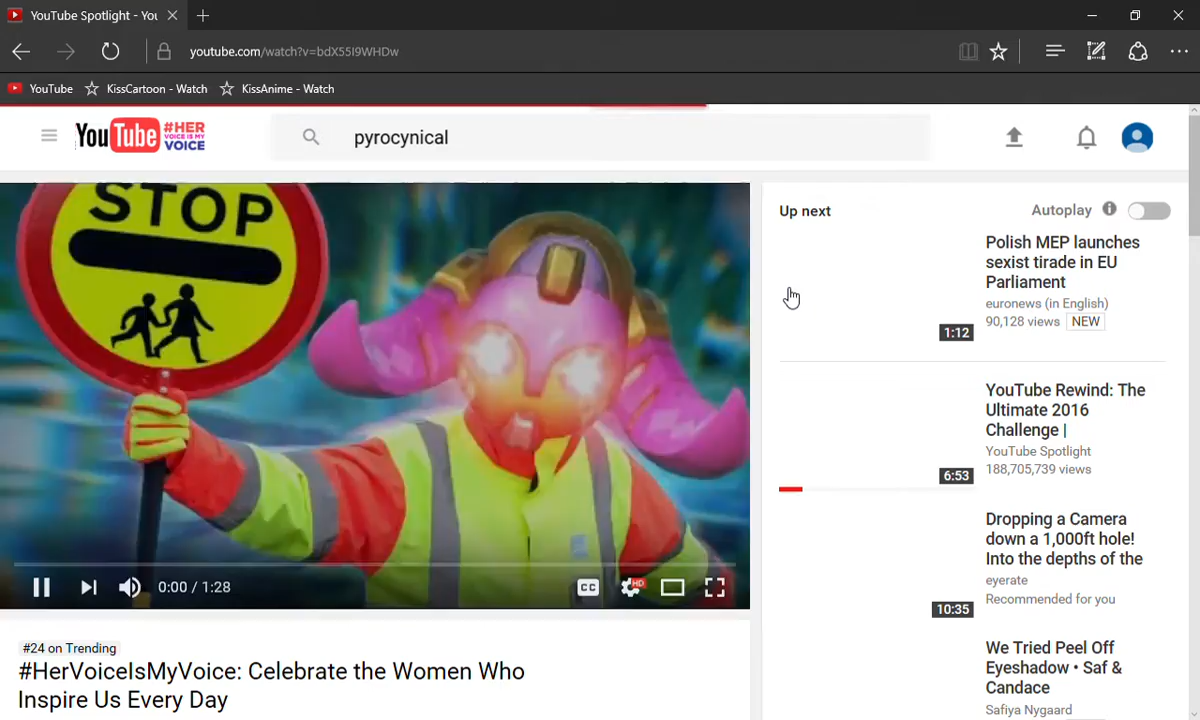 YouTube Spotlight - You
youtube.com/watch?v=bdX55I9WHDw
YouTube
KissCartoon - Watch
KissAnime - Watch
YouTube #HER VOICE IS MY VOICE
pyrocynical
STOP
Up next
Autoplay
Polish MEP launches
sexist tirade in EU
Parliament
euronews (in English)
90,128 views NEW
1:12
YouTube Rewind: The
Ultimate 2016
Challenge |
YouTube Spotlight
188,705,739 views
6:53
Dropping a Camera
down a 1,000ft hole!
Into the depths of the
eyerate
Recommended for you
10:35
We Tried Peel Off
Eyeshadow • Saf &
Candace
Safiya Nygaard
0:00 / 1:28
CC
HD
#24 on Trending
#HerVoiceIsMyVoice: Celebrate the Women Who
Inspire Us Every Day